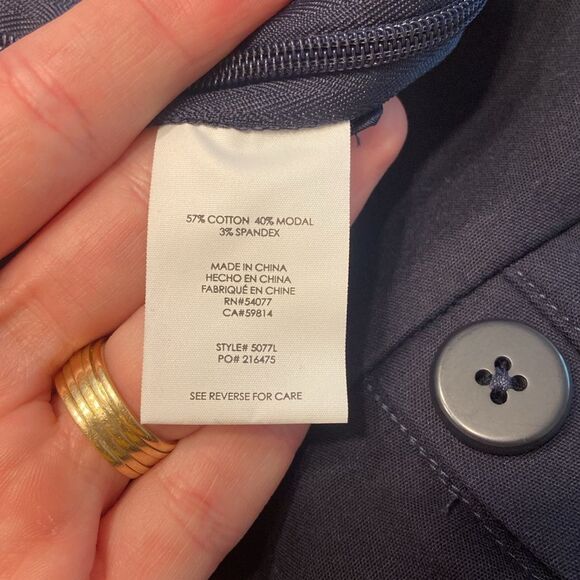 57% COTTON 40% MODAL
3% SPANDEX
MADE IN CHINA
HECHO EN CHINA
FABRIQUÉ EN CHINE
RN#54077
CA#59814
STYLE# 5077L
PO# 216475
SEE REVERSE FOR CARE